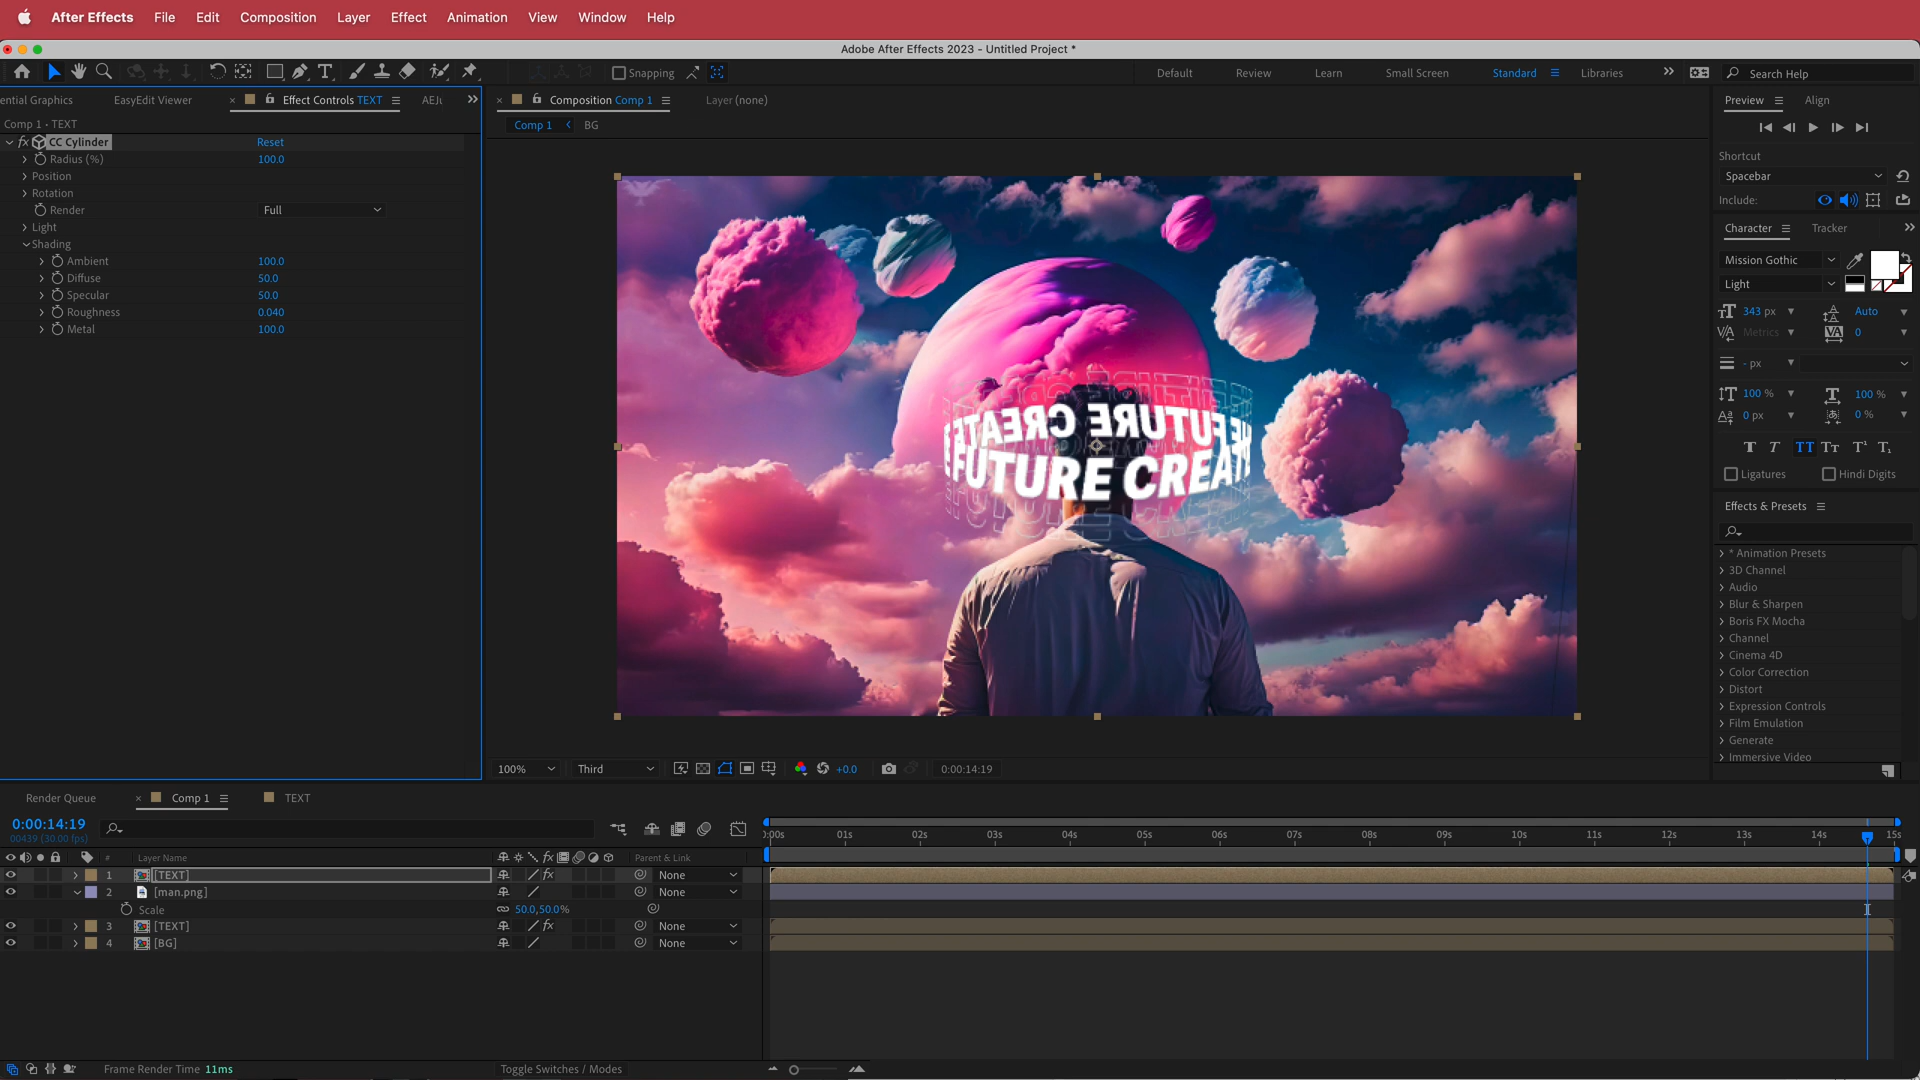 After Effects File Edit Composition Layer Effect Animation View Window Help
Adobe After Effects 2023 - Untitled Project *
Snapping Default Review Learn Small Screen Standard Libraries Search Help
ential Graphics EasyEdit Viewer Effect Controls TEXT
Composition Comp 1 Layer (none)
Comp 1 BG
Comp 1 • TEXT
fx CC Cylinder Reset
Radius (%) 100.0
Position
Rotation
Render Full
Light
Shading
Ambient 100.0
Diffuse 50.0
Specular 50.0
Roughness 0.040
Metal 100.0
FUTURE CREATE
FUTURE CREAT
100% Third +0.0 0:00:14:19
Preview Align
Shortcut
Spacebar
Include:
Character Tracker
Mission Gothic
Light
343 px Auto
Metrics 0
- px
100 % 100 %
0 px 0 %
T T TT Tт T¹ T₁
Ligatures Hindi Digits
Effects & Presets
* Animation Presets
3D Channel
Audio
Blur & Sharpen
Boris FX Mocha
Channel
Cinema 4D
Color Correction
Distort
Expression Controls
Film Emulation
Generate
Immersive Video
Render Queue Comp 1 TEXT
0:00:14:19
00439 (30.00 fps)
:00s 01s 02s 03s 04s 05s 06s 07s 08s 09s 10s 11s 12s 13s 14s 15s
# Layer Name fx Parent & Link
1 [TEXT] fx None
2 [man.png] None
Scale 50.0,50.0%
3 [TEXT] fx None
4 [BG] None
Frame Render Time 11ms Toggle Switches / Modes